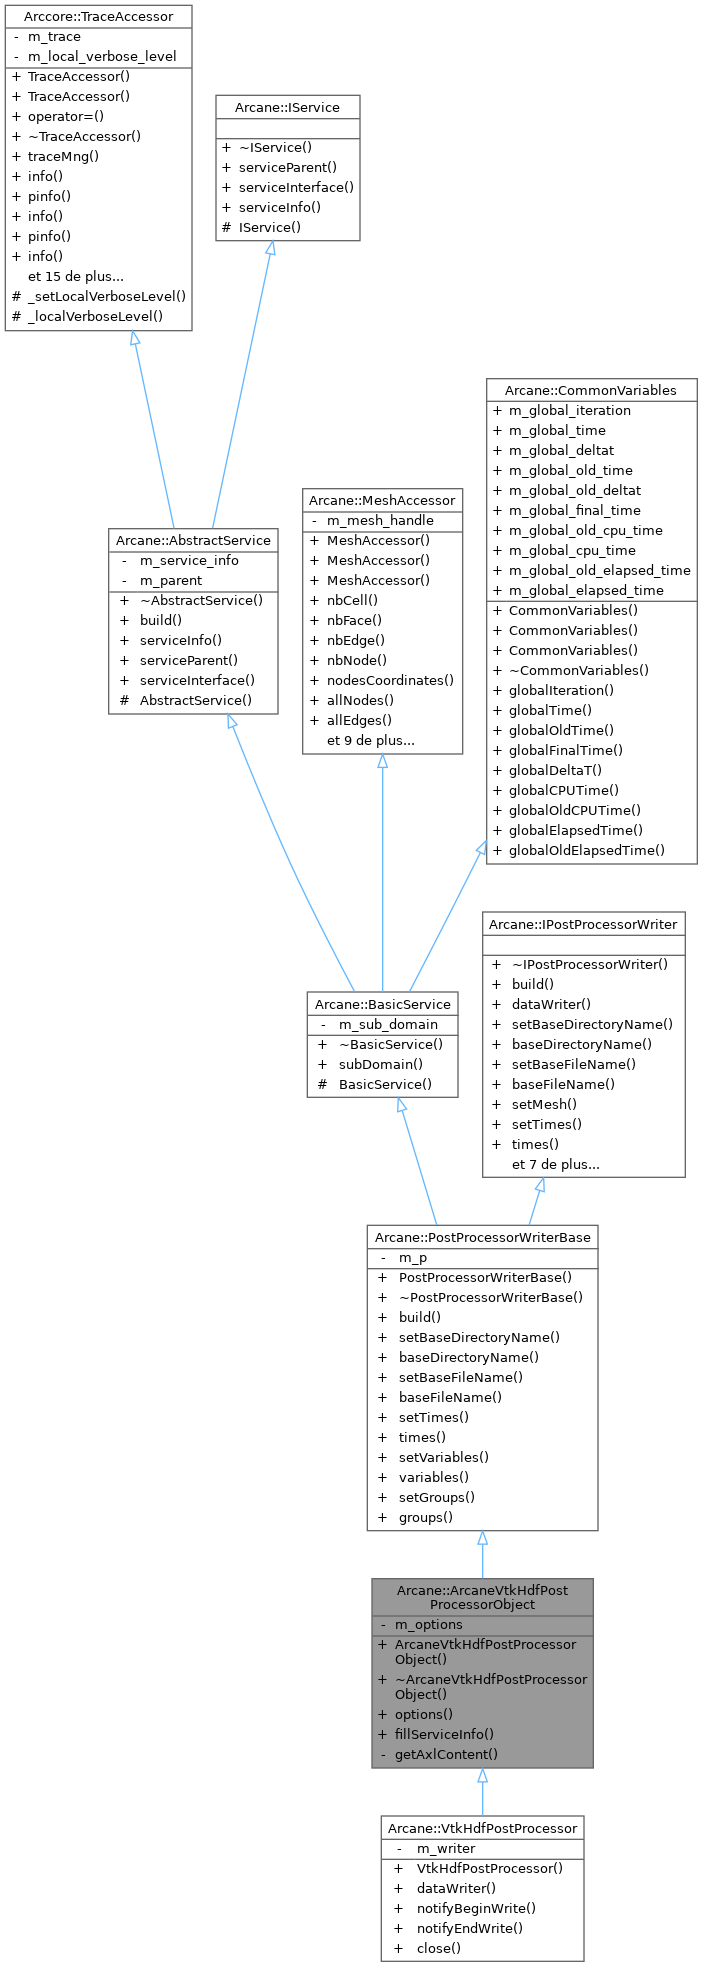 Arccore::TraceAccessor
- m_trace
- m_local_verbose_level
+ TraceAccessor()
+ TraceAccessor()
+ operator=()
+ ~TraceAccessor()
+ traceMng()
+ info()
+ pinfo()
+ info()
+ pinfo()
+ info()
et 15 de plus...
# _setLocalVerboseLevel()
# _localVerboseLevel()
Arcane::IService
+ ~IService()
+ serviceParent()
+ serviceInterface()
+ serviceInfo()
# IService()
Arcane::AbstractService
- m_service_info
- m_parent
+ ~AbstractService()
+ build()
+ serviceInfo()
+ serviceParent()
+ serviceInterface()
# AbstractService()
Arcane::MeshAccessor
- m_mesh_handle
+ MeshAccessor()
+ MeshAccessor()
+ MeshAccessor()
+ nbCell()
+ nbFace()
+ nbEdge()
+ nbNode()
+ nodesCoordinates()
+ allNodes()
+ allEdges()
et 9 de plus...
Arcane::CommonVariables
+ m_global_iteration
+ m_global_time
+ m_global_deltat
+ m_global_old_time
+ m_global_old_deltat
+ m_global_final_time
+ m_global_old_cpu_time
+ m_global_cpu_time
+ m_global_old_elapsed_time
+ m_global_elapsed_time
+ CommonVariables()
+ CommonVariables()
+ CommonVariables()
+ ~CommonVariables()
+ globalIteration()
+ globalTime()
+ globalOldTime()
+ globalFinalTime()
+ globalDeltaT()
+ globalCPUTime()
+ globalOldCPUTime()
+ globalElapsedTime()
+ globalOldElapsedTime()
Arcane::BasicService
- m_sub_domain
+ ~BasicService()
+ subDomain()
# BasicService()
Arcane::IPostProcessorWriter
+ ~IPostProcessorWriter()
+ build()
+ dataWriter()
+ setBaseDirectoryName()
+ baseDirectoryName()
+ setBaseFileName()
+ baseFileName()
+ setMesh()
+ setTimes()
+ times()
et 7 de plus...
Arcane::PostProcessorWriterBase
- m_p
+ PostProcessorWriterBase()
+ ~PostProcessorWriterBase()
+ build()
+ setBaseDirectoryName()
+ baseDirectoryName()
+ setBaseFileName()
+ baseFileName()
+ setTimes()
+ times()
+ setVariables()
+ variables()
+ setGroups()
+ groups()
Arcane::ArcaneVtkHdfPost
ProcessorObject
- m_options
+ ArcaneVtkHdfPostProcessor
Object()
+ ~ArcaneVtkHdfPostProcessor
Object()
+ options()
+ fillServiceInfo()
- getAxlContent()
Arcane::VtkHdfPostProcessor
- m_writer
+ VtkHdfPostProcessor()
+ dataWriter()
+ notifyBeginWrite()
+ notifyEndWrite()
+ close()